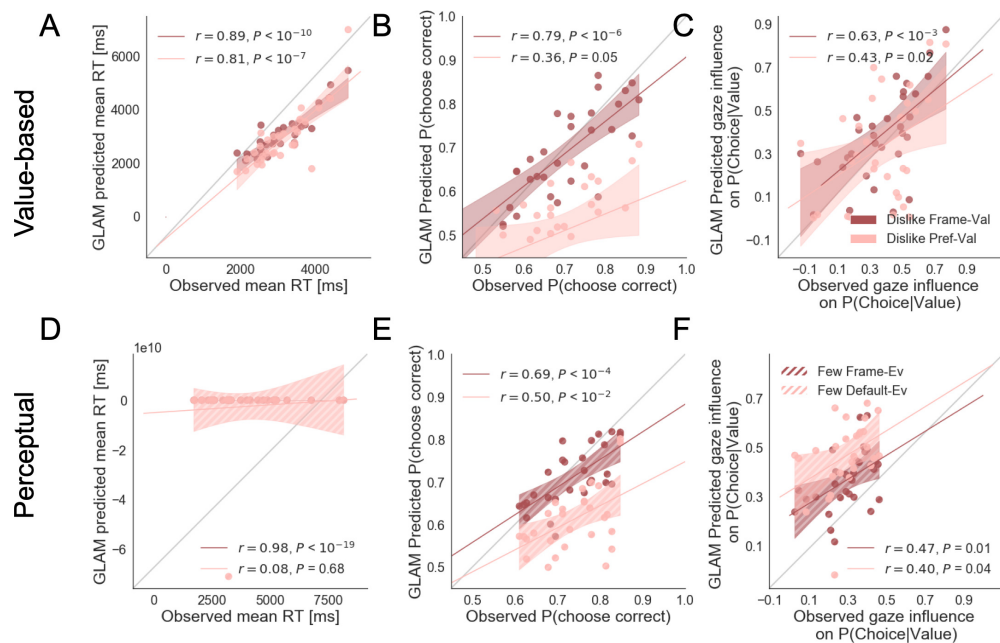 A
B
C
Value-based
GLAM predicted mean RT [ms]
6000
4000
2000
0
r = 0.89, P < 10⁻¹⁰
r = 0.81, P < 10⁻⁷
0 2000 4000
Observed mean RT [ms]
GLAM Predicted P(choose correct)
1.0
0.9
0.8
0.7
0.6
0.5
r = 0.79, P < 10⁻⁶
r = 0.36, P = 0.05
0.5 0.6 0.7 0.8 0.9 1.0
Observed P(choose correct)
GLAM Predicted gaze influence
on P(Choice|Value)
0.9
0.7
0.5
0.3
0.1
−0.1
r = 0.63, P < 10⁻³
r = 0.43, P = 0.02
Dislike Frame-Val
Dislike Pref-Val
−0.1 0.1 0.3 0.5 0.7 0.9
Observed gaze influence
on P(Choice|Value)
D
E
F
Perceptual
GLAM predicted mean RT [ms]
1e10
0
−2
−4
−6
r = 0.98, P < 10⁻¹⁹
r = 0.08, P = 0.68
0 2500 5000 7500
Observed mean RT [ms]
GLAM Predicted P(choose correct)
1.0
0.9
0.8
0.7
0.6
0.5
r = 0.69, P < 10⁻⁴
r = 0.50, P < 10⁻²
0.5 0.6 0.7 0.8 0.9 1.0
Observed P(choose correct)
GLAM Predicted gaze influence
on P(Choice|Value)
0.9
0.7
0.5
0.3
0.1
Few Frame-Ev
Few Default-Ev
r = 0.47, P = 0.01
r = 0.40, P = 0.04
−0.1 0.1 0.3 0.5 0.7 0.9
Observed gaze influence
on P(Choice|Value)